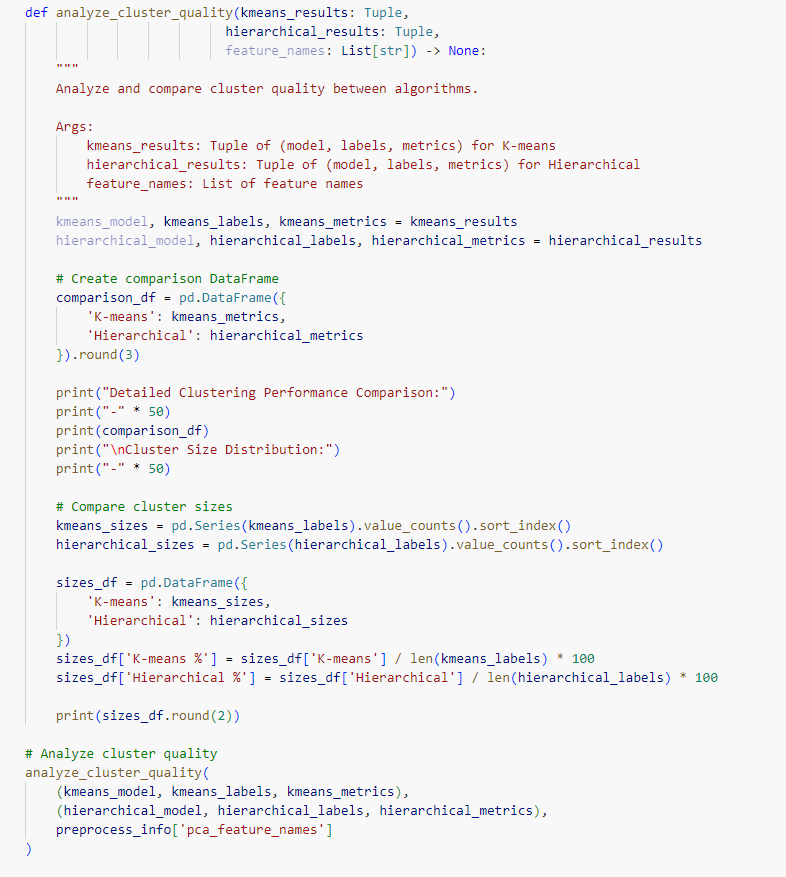 def analyze_cluster_quality(kmeans_results: Tuple,
                          hierarchical_results: Tuple,
                          feature_names: List[str]) -> None:
    """
    Analyze and compare cluster quality between algorithms.

    Args:
        kmeans_results: Tuple of (model, labels, metrics) for K-means
        hierarchical_results: Tuple of (model, labels, metrics) for Hierarchical
        feature_names: List of feature names
    """
    kmeans_model, kmeans_labels, kmeans_metrics = kmeans_results
    hierarchical_model, hierarchical_labels, hierarchical_metrics = hierarchical_results

    # Create comparison DataFrame
    comparison_df = pd.DataFrame({
        'K-means': kmeans_metrics,
        'Hierarchical': hierarchical_metrics
    }).round(3)

    print("Detailed Clustering Performance Comparison:")
    print("-" * 50)
    print(comparison_df)
    print("\nCluster Size Distribution:")
    print("-" * 50)

    # Compare cluster sizes
    kmeans_sizes = pd.Series(kmeans_labels).value_counts().sort_index()
    hierarchical_sizes = pd.Series(hierarchical_labels).value_counts().sort_index()

    sizes_df = pd.DataFrame({
        'K-means': kmeans_sizes,
        'Hierarchical': hierarchical_sizes
    })
    sizes_df['K-means %'] = sizes_df['K-means'] / len(kmeans_labels) * 100
    sizes_df['Hierarchical %'] = sizes_df['Hierarchical'] / len(hierarchical_labels) * 100

    print(sizes_df.round(2))

# Analyze cluster quality
analyze_cluster_quality(
    (kmeans_model, kmeans_labels, kmeans_metrics),
    (hierarchical_model, hierarchical_labels, hierarchical_metrics),
    preprocess_info['pca_feature_names']
)